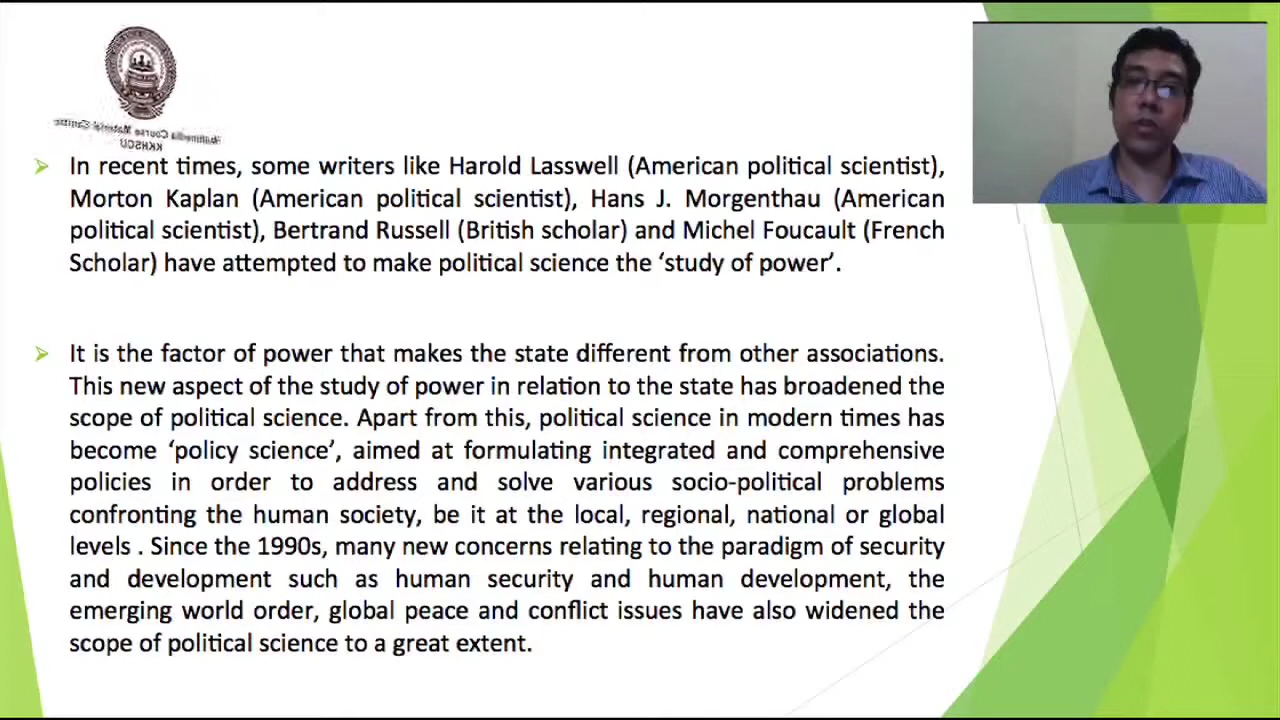 Multimedia Course Material Centre
KKHSOU
In recent times, some writers like Harold Lasswell (American political scientist),
Morton Kaplan (American political scientist), Hans J. Morgenthau (American
political scientist), Bertrand Russell (British scholar) and Michel Foucault (French
Scholar) have attempted to make political science the ‘study of power’.
It is the factor of power that makes the state different from other associations.
This new aspect of the study of power in relation to the state has broadened the
scope of political science. Apart from this, political science in modern times has
become ‘policy science’, aimed at formulating integrated and comprehensive
policies in order to address and solve various socio-political problems
confronting the human society, be it at the local, regional, national or global
levels . Since the 1990s, many new concerns relating to the paradigm of security
and development such as human security and human development, the
emerging world order, global peace and conflict issues have also widened the
scope of political science to a great extent.